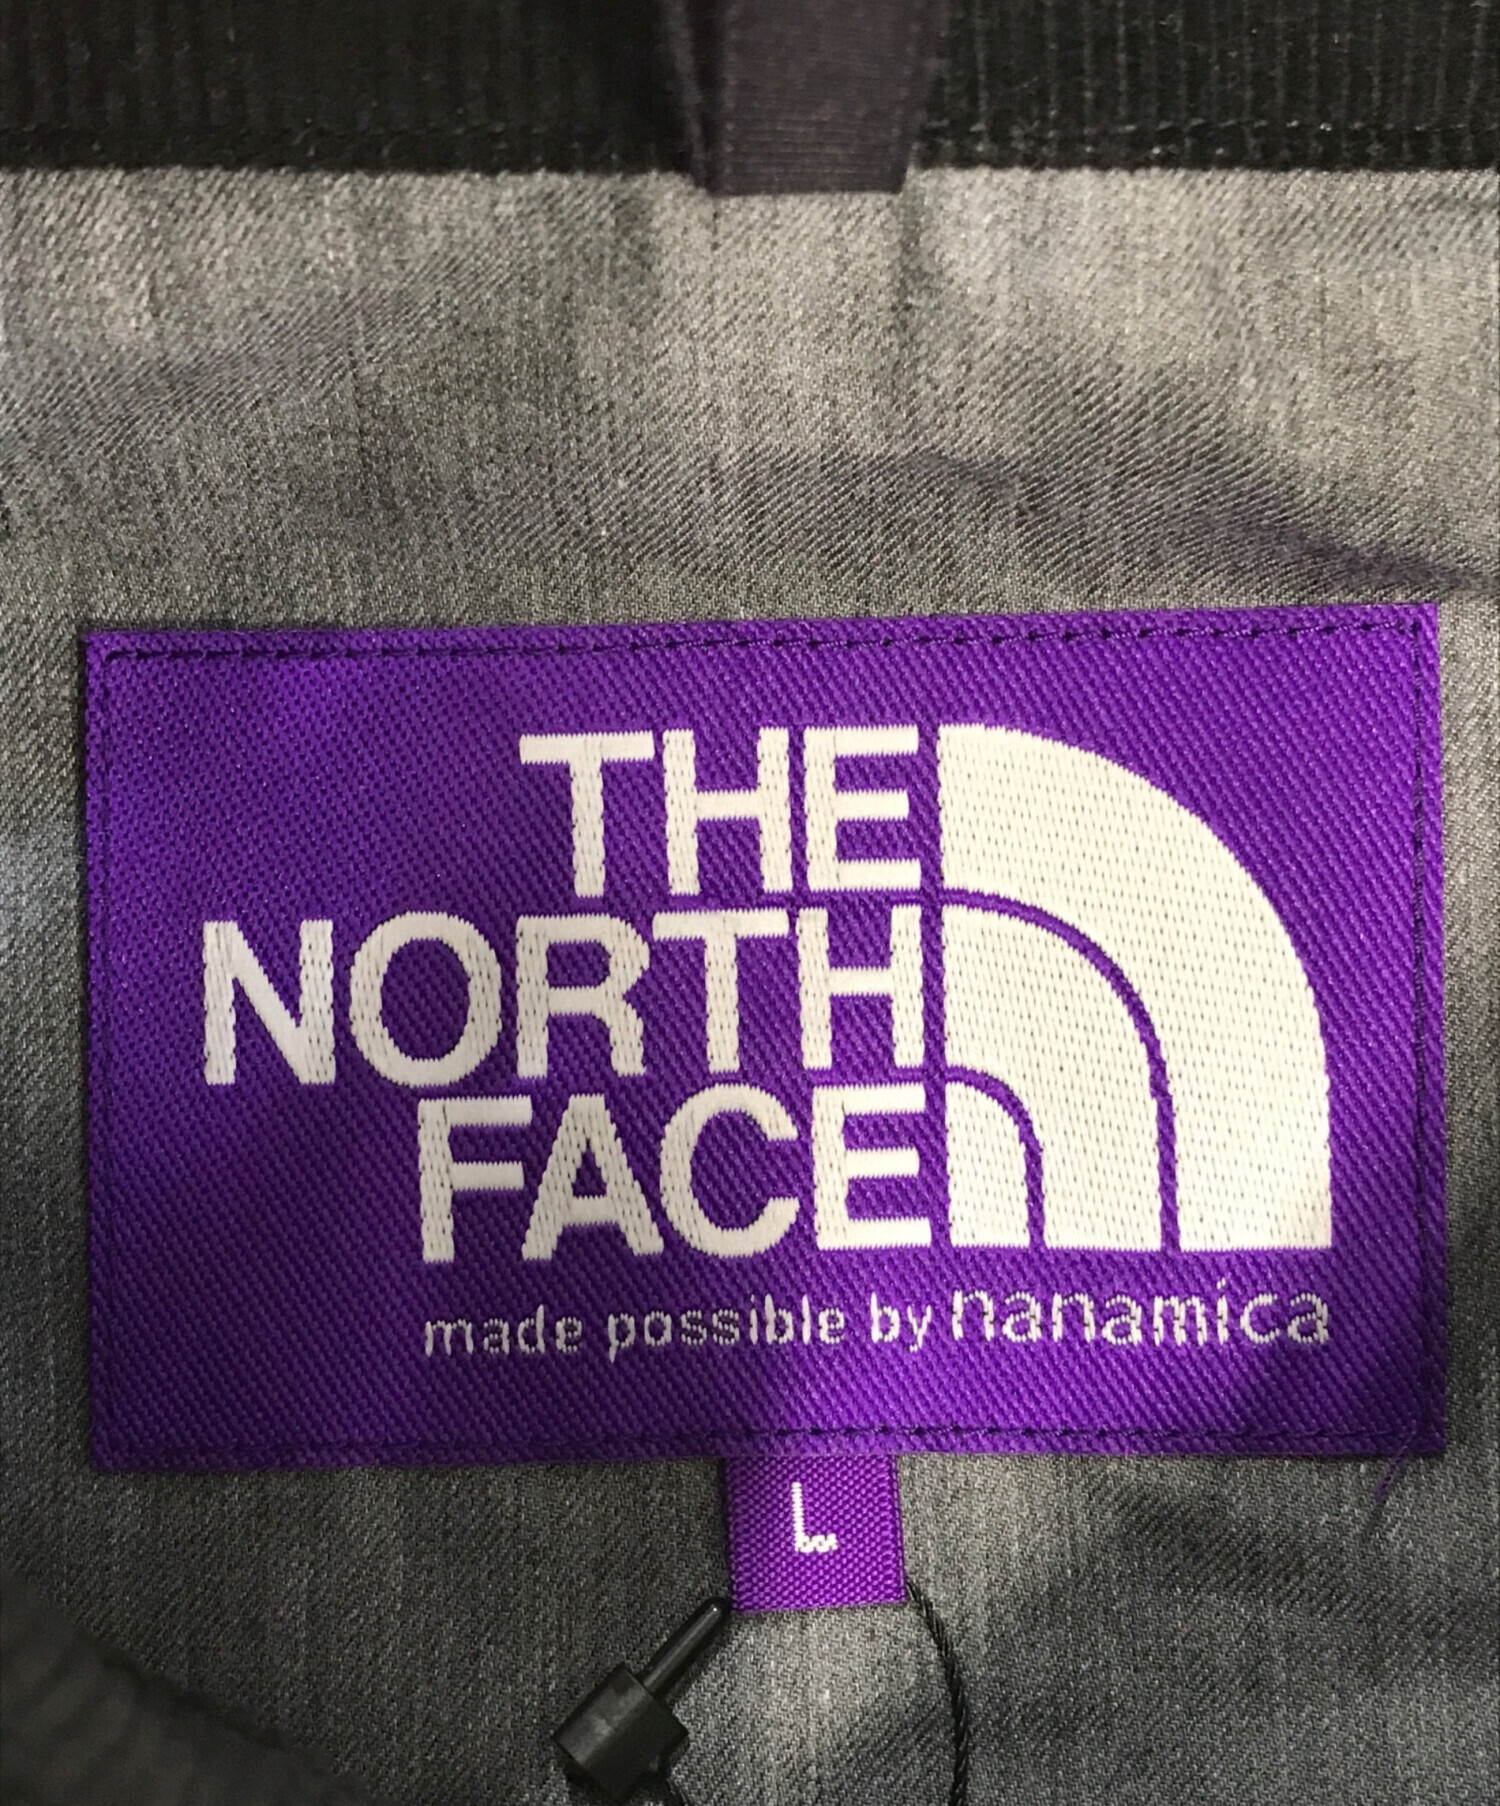 THE
NORTH
FACE
made possible by nanamica
L